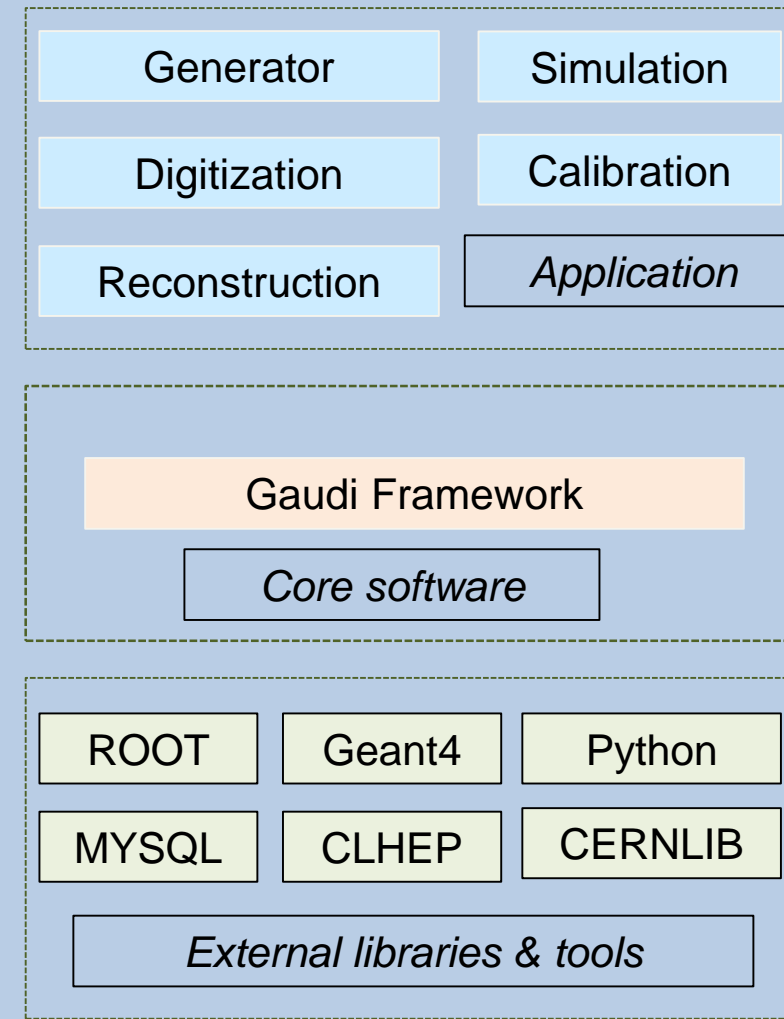 Generator
Simulation
Digitization
Calibration
Reconstruction
Application
Gaudi Framework
Core software
ROOT
Geant4
Python
MYSQL
CLHEP
CERNLIB
External libraries & tools